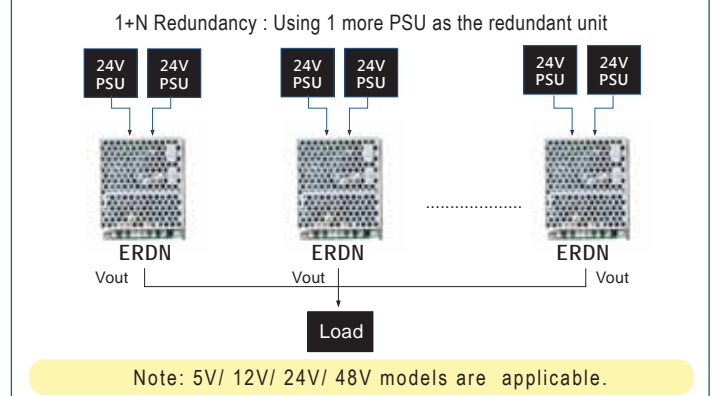 1+N Redundancy : Using 1 more PSU as the redundant unit
24V PSU
24V PSU
24V PSU
24V PSU
24V PSU
24V PSU
.....................
ERDN
ERDN
ERDN
Vout
Vout
Vout
Load
Note: 5V/ 12V/ 24V/ 48V models are applicable.